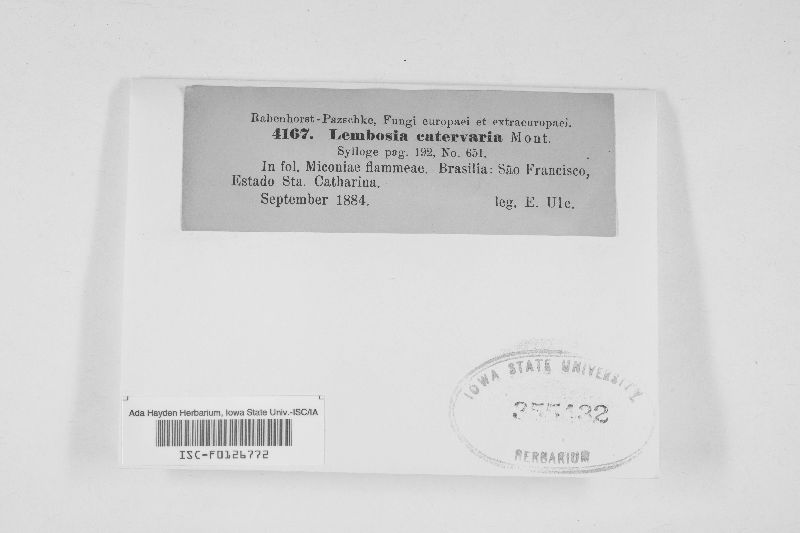 Rabenhorst-Pazschke, Fungi europaei et extraeuropaei.
4167. Lembosia catervaria Mont.
Sylloge pag. 192, No. 651.
In fol. Miconiae flammeae. Brasilia: São Francisco,
Estado Sta. Catharina.
September 1884. leg. E. Ule.
IOWA STATE UNIVERSITY
HERBARIUM
Ada Hayden Herbarium, Iowa State Univ.-ISC/IA
ISC-F0126772